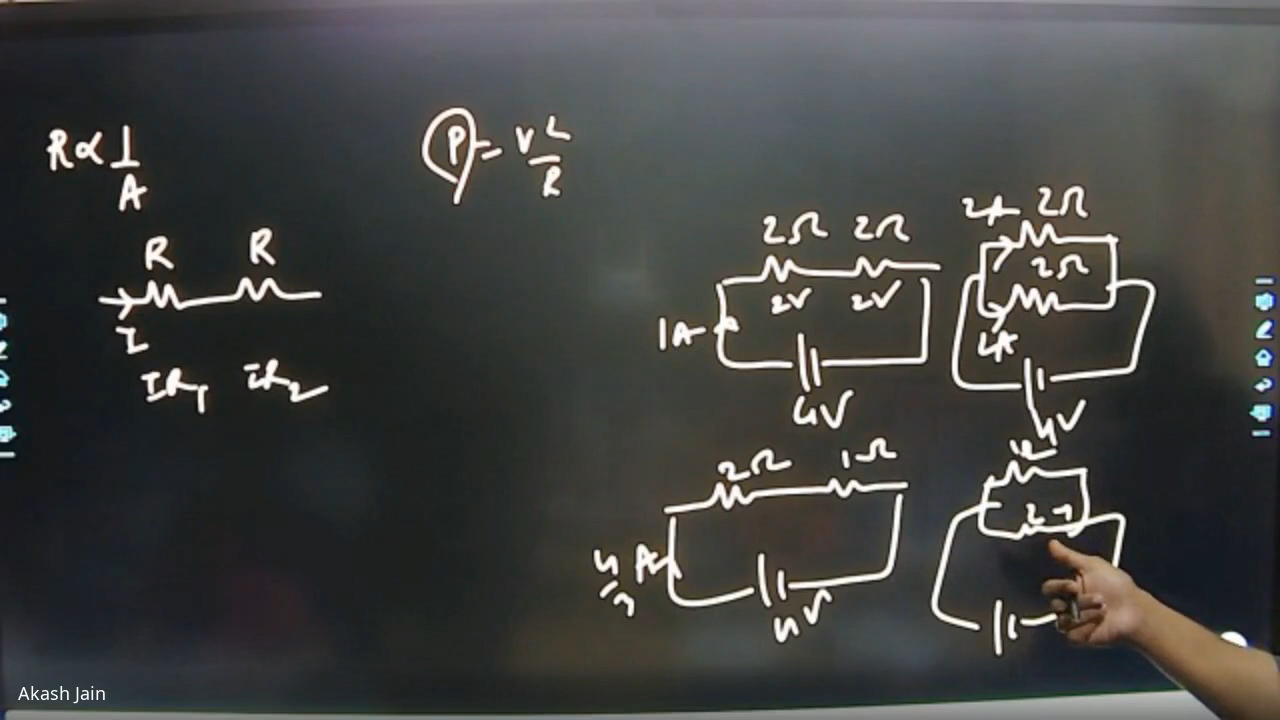 R∝ 1/A
R R
I
IR₁ IR₂
P = V²/R
2Ω 2Ω
2V 2V
1A
4V
2A 2Ω
2Ω
2A
4V
2Ω 1Ω
4/3 A
4V
1Ω
2Ω
Akash Jain